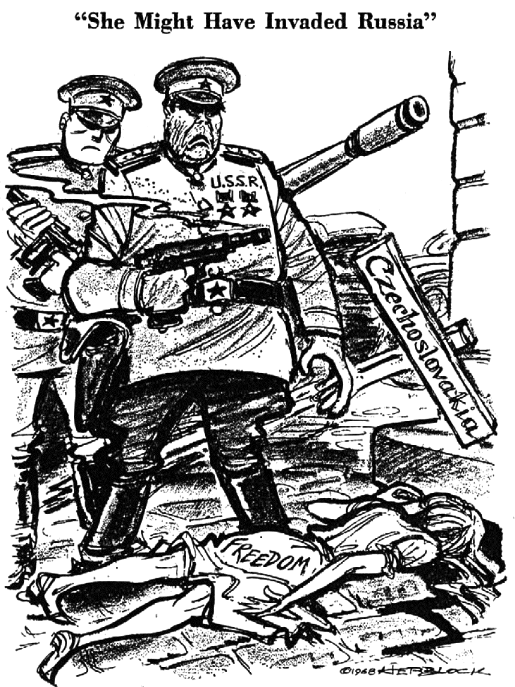 “She Might Have Invaded Russia”
U.S.S.R.
Czechoslovakia
FREEDOM
©1968 HERBLOCK